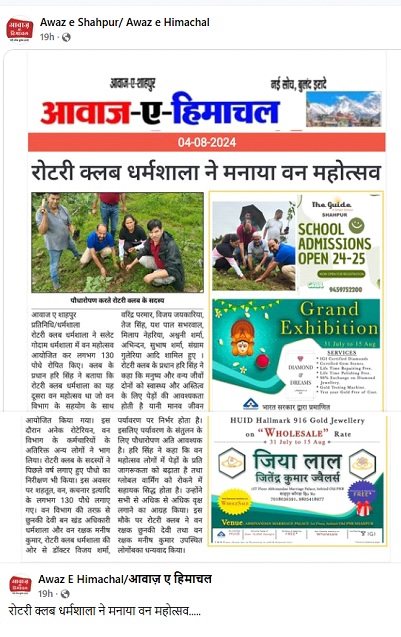 Awaz e Shahpur/ Awaz e Himachal
19h
आवाज-ए-शाहपुर
नई सोच, बुलंद इरादे
आवाज-ए-हिमाचल
04-08-2024
रोटरी क्लब धर्मशाला ने मनाया वन महोत्सव
पौधारोपण करते रोटरी क्लब के सदस्य
आवाज ए शाहपुर
प्रतिनिधि/धर्मशाला
रोटरी क्लब धर्मशाला ने सलेट
गोदाम धर्मशाला में वन महोत्सव
आयोजित कर लगभग 130
पौधे रोपित किए। क्लब के
प्रधान हरि सिंह ने बताया कि
रोटरी क्लब धर्मशाला का यह
दूसरा वन महोत्सव था जो वन
विभाग के सहयोग के साथ
आयोजित किया गया। इस
दौरान अनेक रोटेरियन, वन
विभाग के कर्मचारियों के
अतिरिक्त अन्य लोगों ने भाग
लिया। रोटरी क्लब के सदस्यों ने
पिछले वर्ष लगाए हुए पौधों का
निरीक्षण भी किया। इस अवसर
पर शहतूत, वन, कचनार इत्यादि
के लगभग 130 पौधे लगाए
गए। वन विभाग की तरफ से
छुनकी देवी बन खंड अधिकारी
धर्मशाला और वन रक्षक मनीष
कुमार, रोटरी क्लब धर्मशाला की
ओर से डॉक्टर विजय शर्मा,
वरिंद्र परमार, विजय जयकारिया,
तेज सिंह, यश पाल सभरवाल,
मिलाप नेहरिया, अश्वनी शर्मा,
अभिनन्दन, सुभाष शर्मा, संग्राम
गुलेरिया आदि शामिल हुए ।
रोटरी क्लब के प्रधान हरि सिंह ने
कहा कि मनुष्य और वन्य जीवों
दोनों को स्वास्थ्य और अस्तित्व
के लिए पेड़ों की आवश्यकता
होती है यानी मानव जीवन
पर्यावरण पर निर्भर होता है।
इसलिए पर्यावरण के संतुलन के
लिए पौधारोपण अति आवश्यक
है। हरि सिंह ने कहा कि वन
महोत्सव लोगों में पेड़ों के प्रति
जागरूकता को बढ़ाता है तथा
ग्लोबल वार्मिंग को रोकने में
सहायक सिद्ध होता है। उन्होंने
सभी से अधिक से अधिक वृक्ष
लगाने का आग्रह किया। इस
मौके पर रोटरी क्लब ने वन
छुनकी देवी तथा वन
रक्षक मनीष कुमार उपस्थित
लोगोंबका धन्यवाद किया।
The Guide
SHAHPUR
SCHOOL
ADMISSIONS
OPEN 24-25
9459752200
Grand
Exhibition
31 July to 15 Aug
SERVICES
DIAMOND
DREAMS
भारत सरकार द्वारा प्रमाणित
HUID Hallmark 916 Gold Jewellery
on "WHOLESALE" Rate
31 July to 15 Aug
जिया लाल
जितेंद्र कुमार ज्वैलर्स
FREE
Venue
IGI
Awaz E Himachal/आवाज़ ए हिमाचल
19h
रोटरी क्लब धर्मशाला ने मनाया वन महोत्सव.....